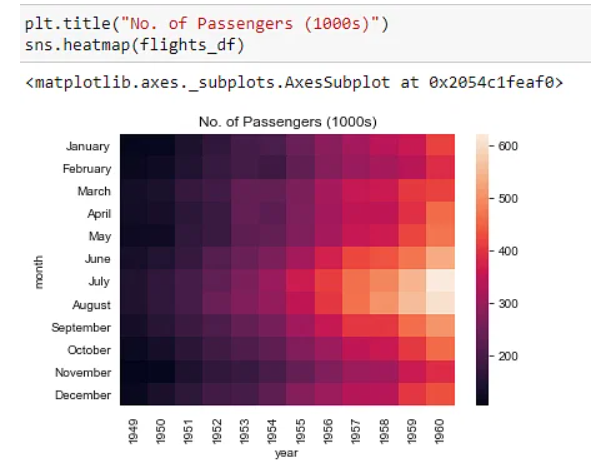 plt.title("No. of Passengers (1000s)")
sns.heatmap(flights_df)
<matplotlib.axes._subplots.AxesSubplot at 0x2054c1feaf0>
No. of Passengers (1000s)
January
February
March
April
May
June
July
August
September
October
November
December
month
1949 1950 1951 1952 1953 1954 1955 1956 1957 1958 1959 1960
year
600
500
400
300
200